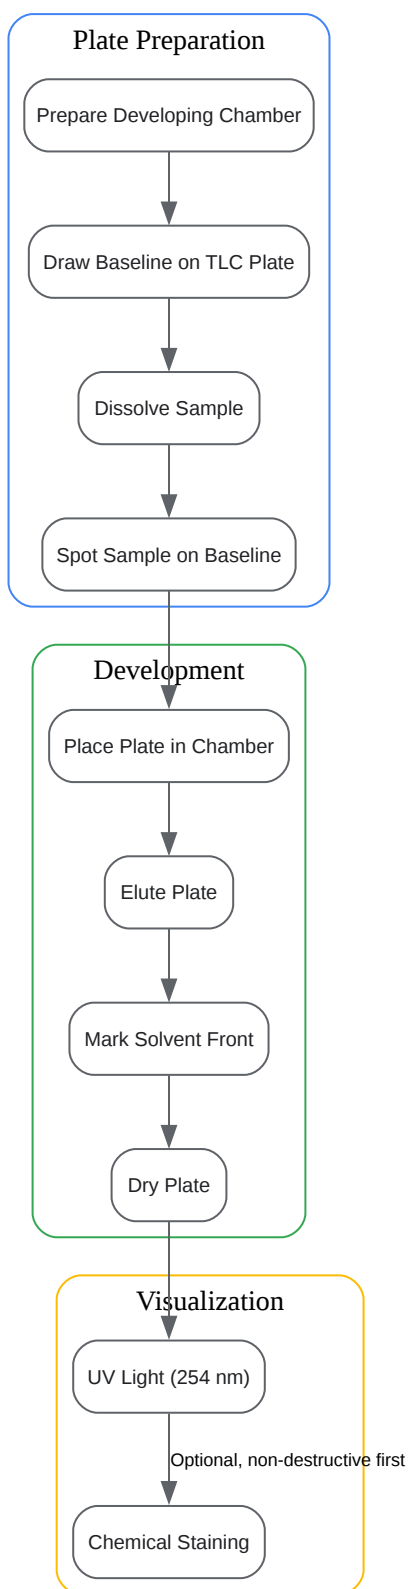 Plate Preparation
Prepare Developing Chamber
Draw Baseline on TLC Plate
Dissolve Sample
Spot Sample on Baseline
Development
Place Plate in Chamber
Elute Plate
Mark Solvent Front
Dry Plate
Visualization
UV Light (254 nm)
Optional, non-destructive first
Chemical Staining